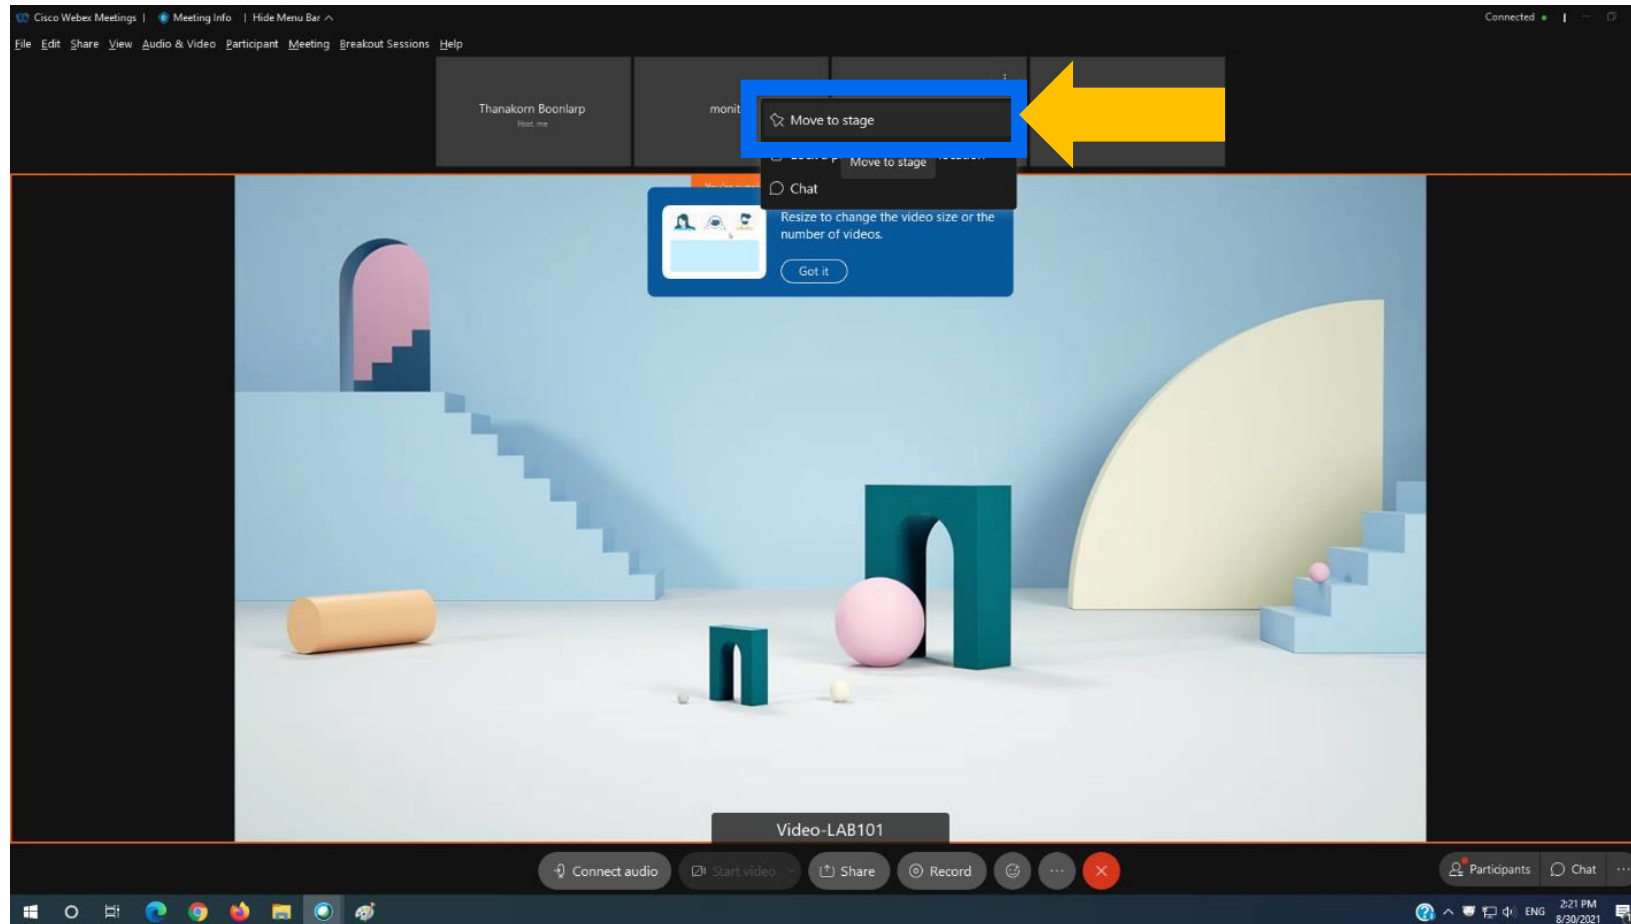 Cisco Webex Meetings | Meeting Info | Hide Menu Bar
Connected
File Edit Share View Audio & Video Participant Meeting Breakout Sessions Help
Thanakorn Boonlarp
Host, me
monit
Move to stage
Move to stage
Chat
Resize to change the video size or the
number of videos.
Got it
Video-LAB101
Connect audio
Start video
Share
Record
Participants
Chat
ENG
2:21 PM
8/30/2021